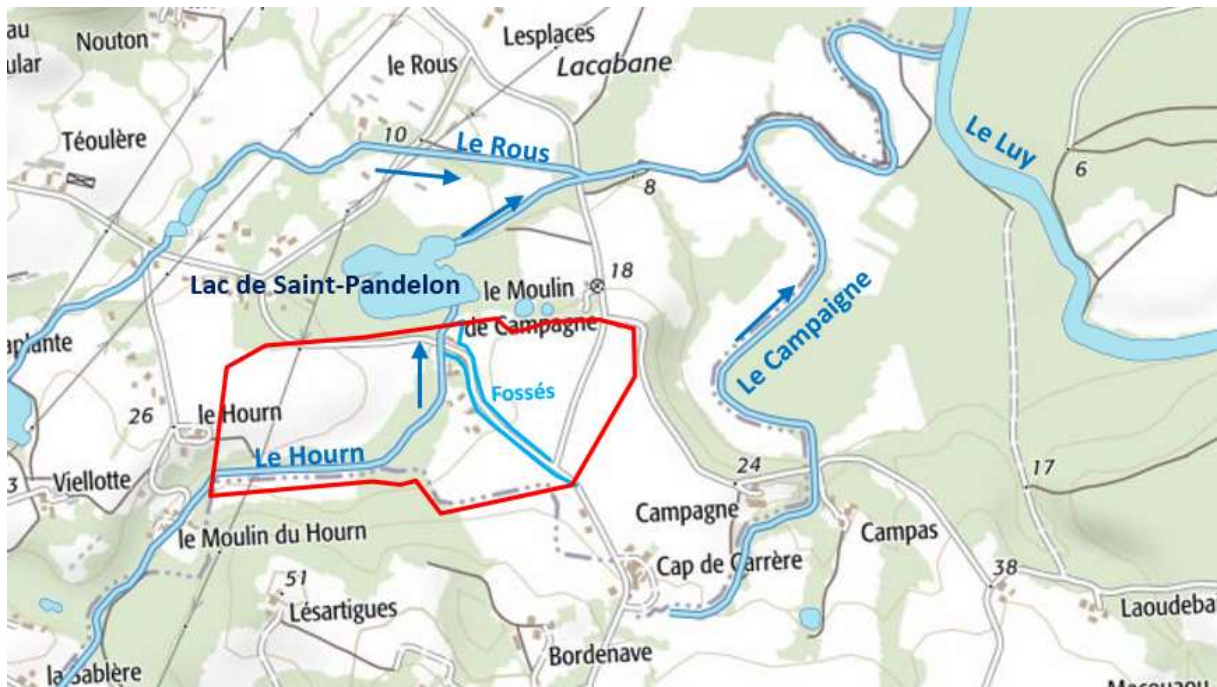 au
Nouton
ular
Lesplaces
le Rous
Lacabane
Téoulère
10
Le Rous
Le Luy
6
8
Lac de Saint-Pandelon
le Moulin
18
de Campagne
Le Campaigne
aplante
Fossés
26
le Hourn
Le Hourn
24
17
3
Viellotte
Campagne
Campas
le Moulin du Hourn
Cap de Carrère
51
38
Lésartigues
Laoudeba
Bordenave
la Sablère